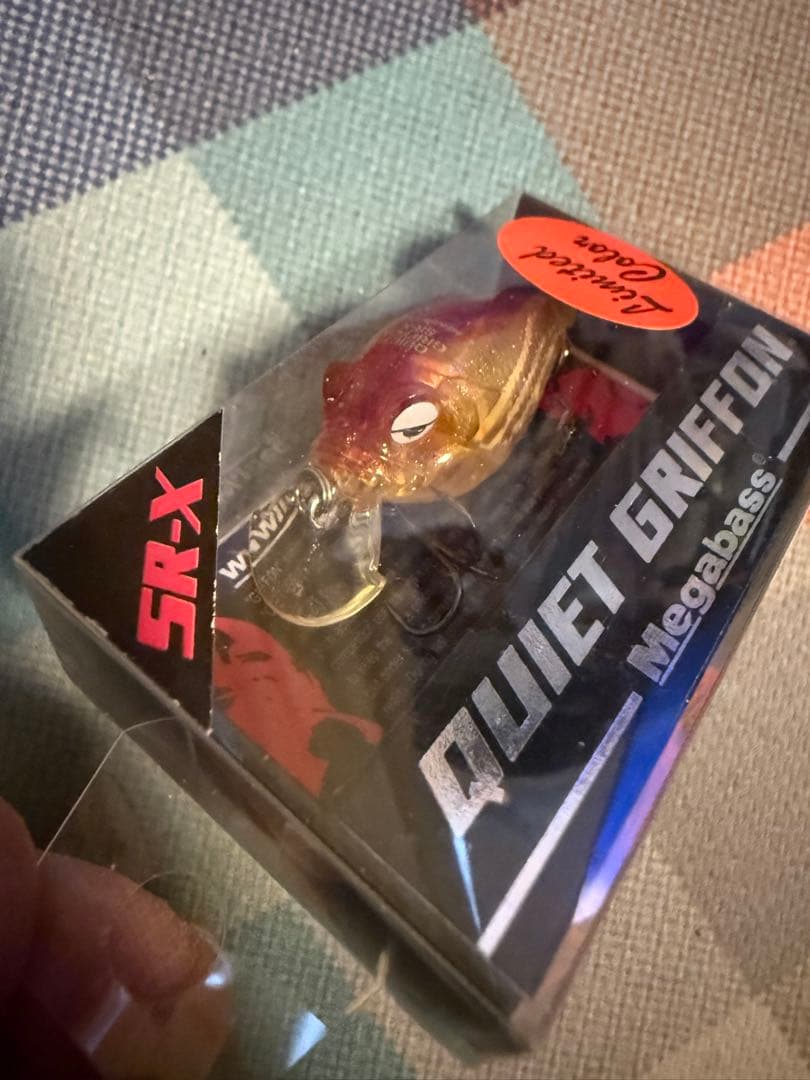 Limited
Color
SR-X
QUIET GRIFFON
Megabass®